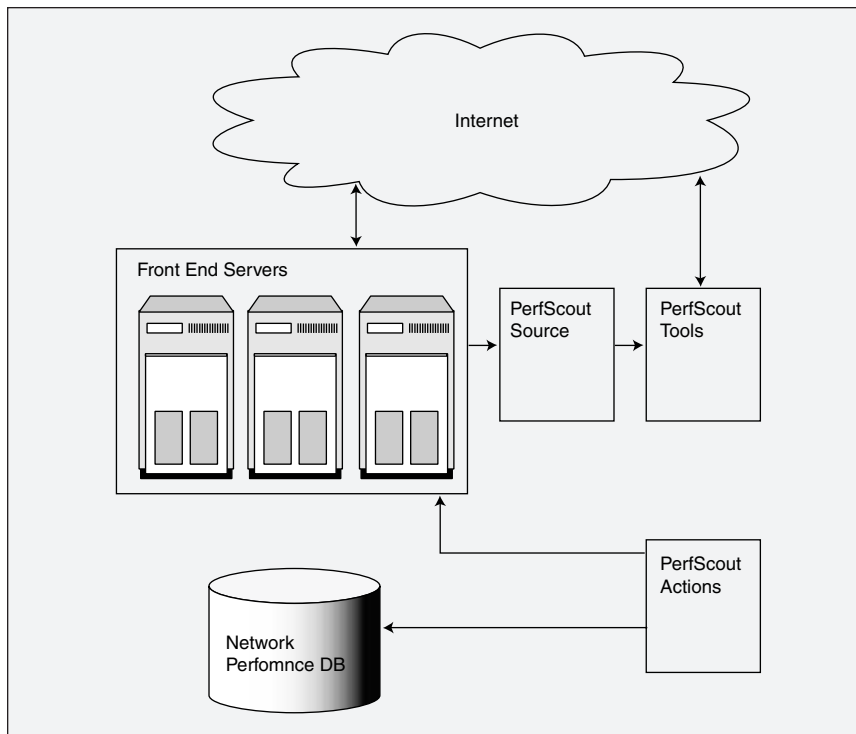 Internet
Front End Servers
PerfScout
Source
PerfScout
Tools
PerfScout
Actions
Network
Perfomnce DB